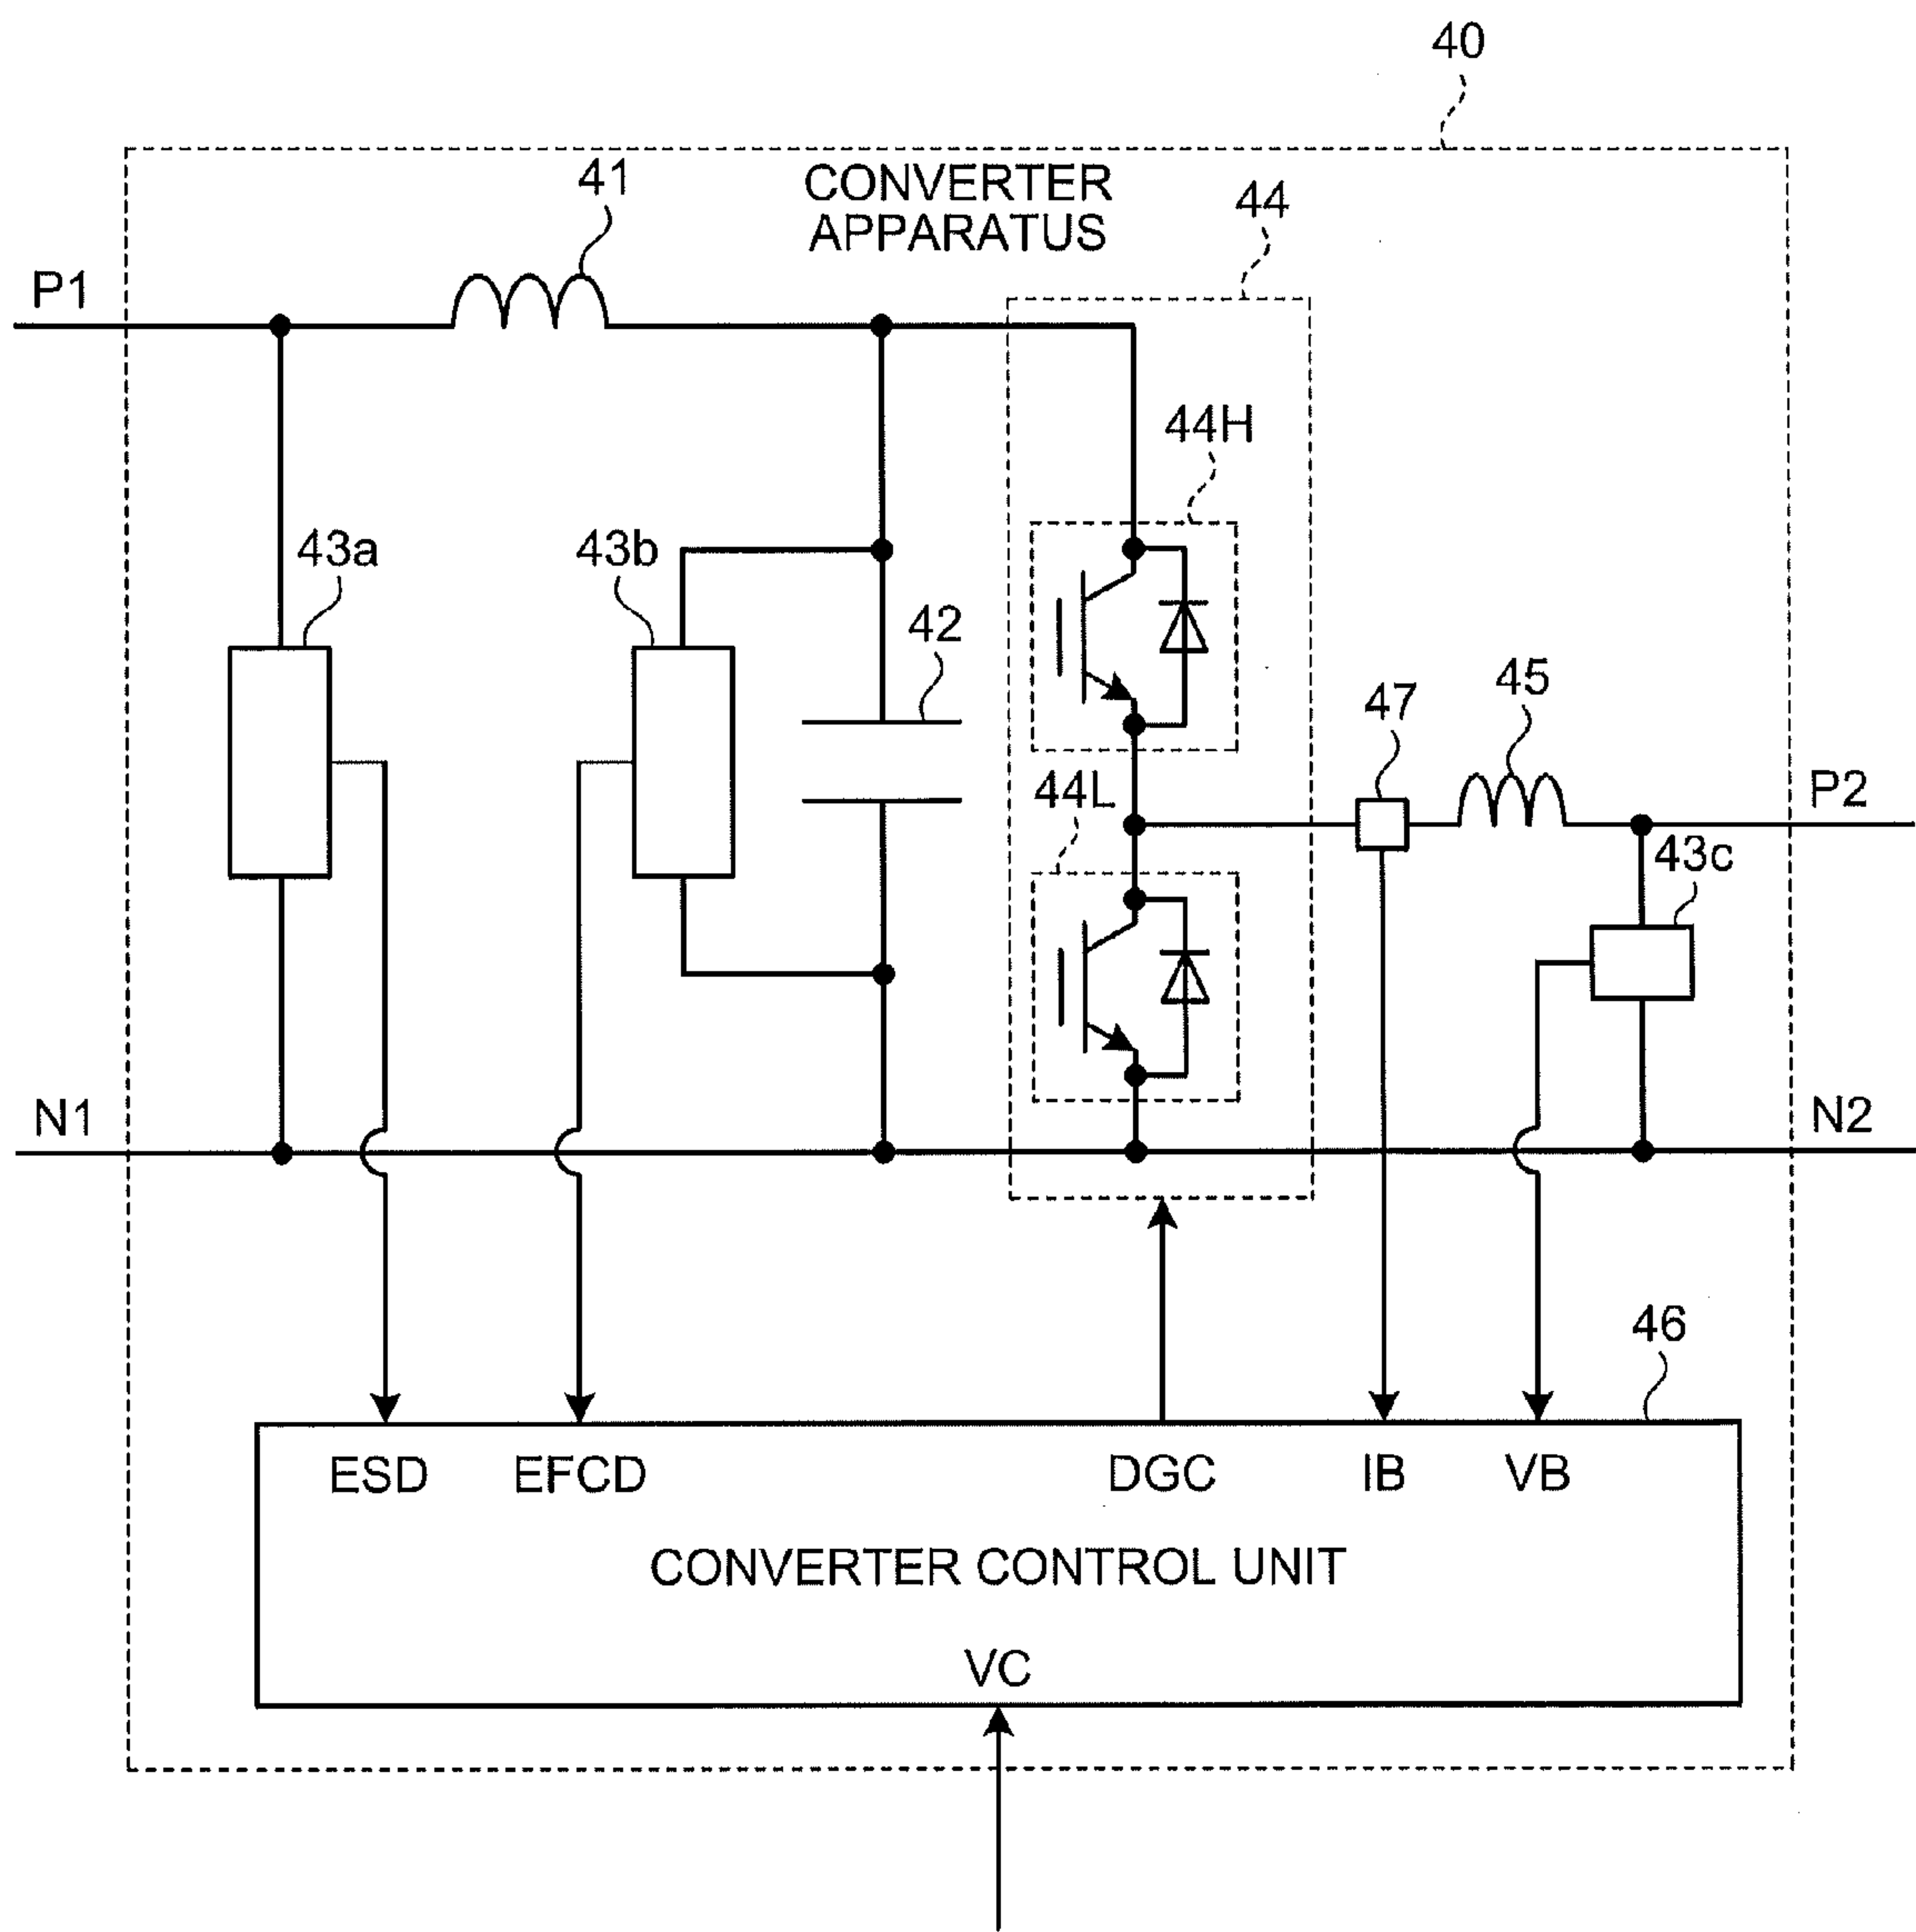 40
CONVERTER
APPARATUS
41
44
P1
44H
43a
43b
42
47
45
44L
P2
43c
N1
N2
46
ESD
EFCD
DGC
IB
VB
CONVERTER CONTROL UNIT
VC